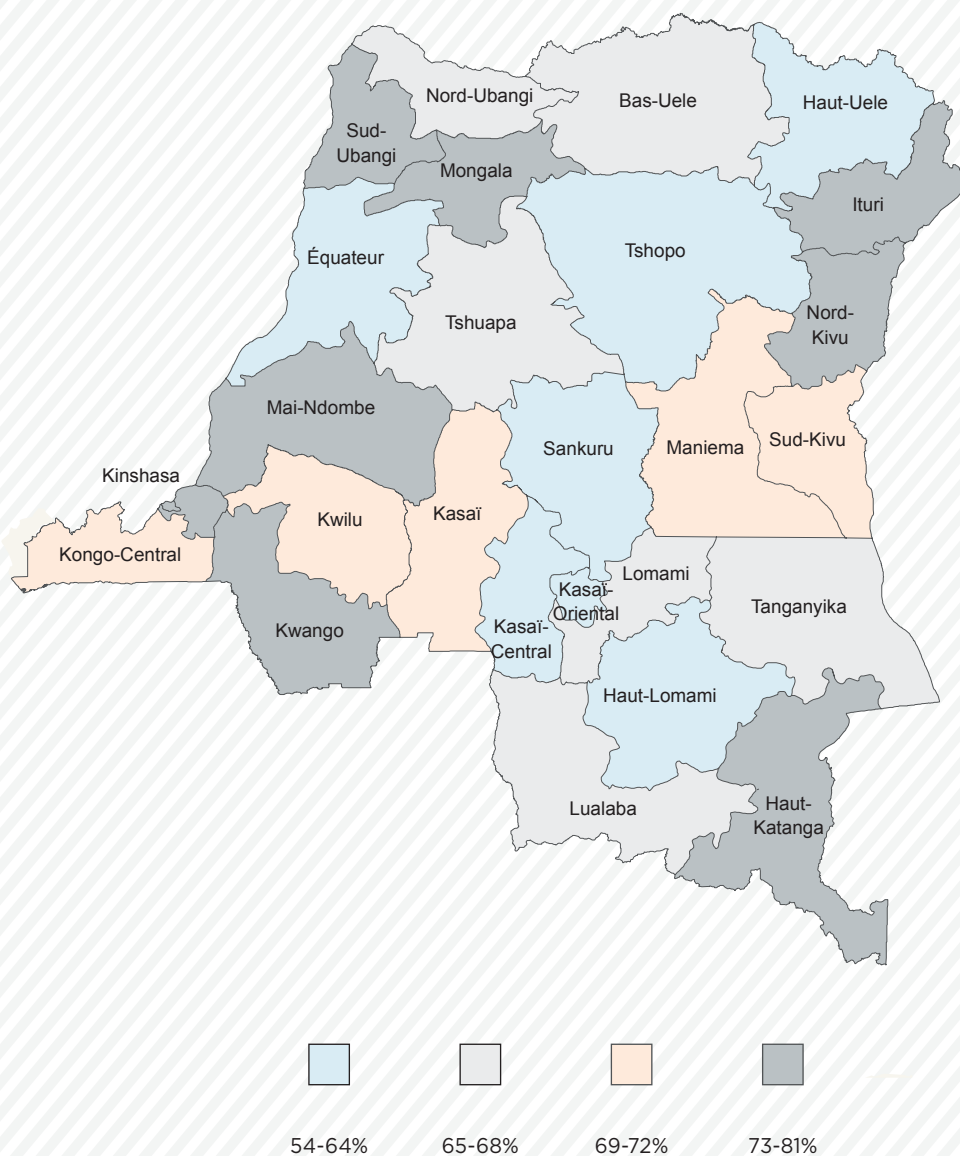 Nord-Ubangi
Bas-Uele
Haut-Uele
Sud-
Ubangi
Mongala
Ituri
Équateur
Tshopo
Tshuapa
Nord-
Kivu
Mai-Ndombe
Sankuru
Maniema
Sud-Kivu
Kinshasa
Kwilu
Kasaï
Kongo-Central
Lomami
Kasaï-
Oriental
Tanganyika
Kwango
Kasaï-
Central
Haut-Lomami
Lualaba
Haut-
Katanga
54-64%
65-68%
69-72%
73-81%